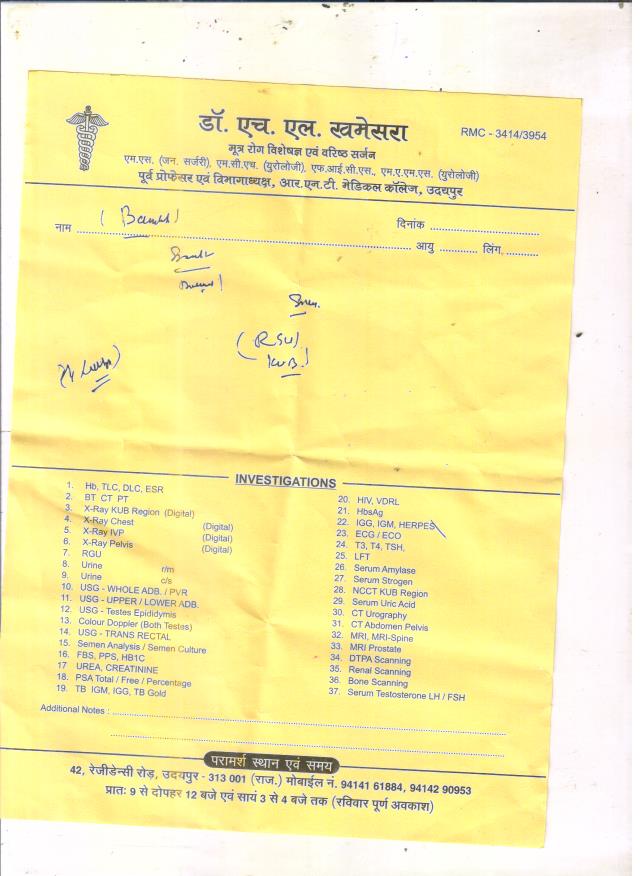 डॉ. एच. एल. खमेसरा
RMC - 3414/3954
मूत्र रोग विशेषज्ञ एवं वरिष्ठ सर्जन
एम.एस. (जन. सर्जरी), एम.सी.एच. (युरोलोजी), एफ.आई.सी.एस., एम.ए.एम.एस. (युरोलोजी)
पूर्व प्रोफेसर एवं विभागाध्यक्ष, आर.एन.टी. मेडिकल कॉलेज, उदयपुर
दिनांक
नाम
आयु ............ लिंग. ..........
INVESTIGATIONS
1. Hb, TLC, DLC, ESR
2. BT CT PT
3. X-Ray KUB Region (Digital)
4. X-Ray Chest (Digital)
5. X-Ray IVP (Digital)
6. X-Ray Pelvis (Digital)
7. RGU
8. Urine r/m
9. Urine c/s
10. USG - WHOLE ADB. / PVR
11. USG - UPPER / LOWER ADB.
12. USG - Testes Epididymis
13. Colour Doppler (Both Testes)
14. USG - TRANS RECTAL
15. Semen Analysis / Semen Culture
16. FBS, PPS, HB1C
17 UREA, CREATININE
18. PSA Total / Free / Percentage
19. TB IGM, IGG, TB Gold
20. HIV, VDRL
21. HbsAg
22. IGG, IGM, HERPES
23. ECG / ECO
24. T3, T4, TSH,
25. LFT
26. Serum Amylase
27. Serum Strogen
28. NCCT KUB Region
29. Serum Uric Acid
30. CT Urography
31. CT Abdomen Pelvis
32. MRI, MRI-Spine
33. MRI Prostate
34. DTPA Scanning
35. Renal Scanning
36. Bone Scanning
37. Serum Testosterone LH / FSH
Additional Notes :
परामर्श स्थान एवं समय
42, रेजीडेन्सी रोड़, उदयपुर - 313 001 (राज.) मोबाईल नं. 94141 61884, 94142 90953
प्रातः 9 से दोपहर 12 बजे एवं सायं 3 से 4 बजे तक (रविवार पूर्ण अवकाश)